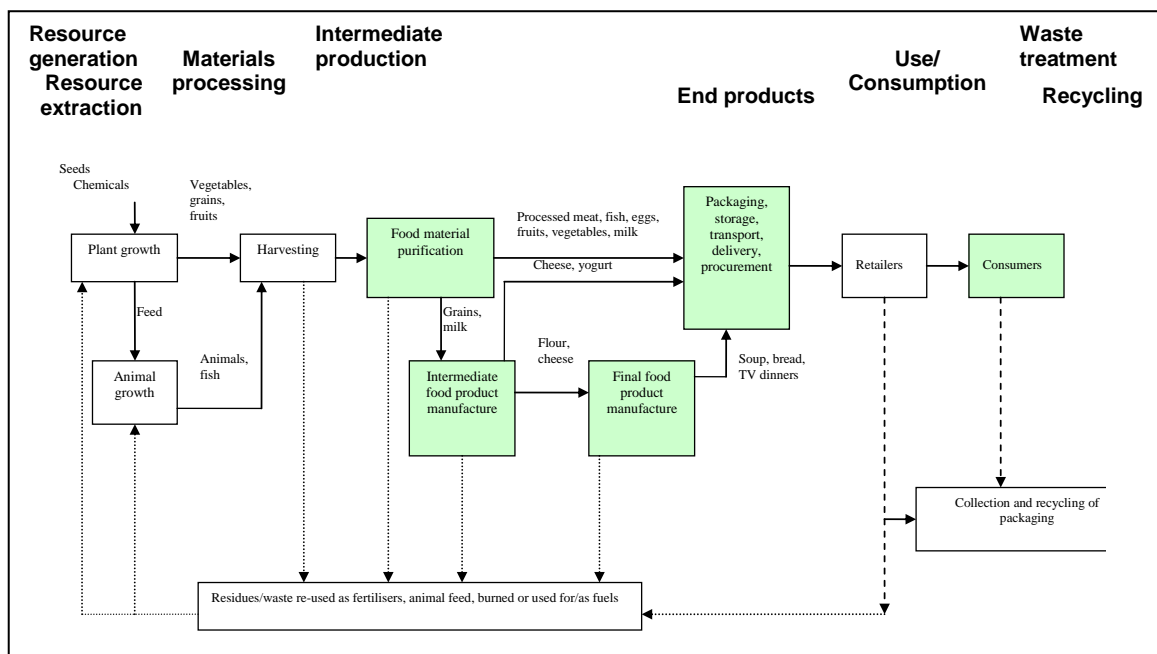 Resource
generation
Resource
extraction
Materials
processing
Intermediate
production
End products
Use/
Consumption
Waste
treatment
Recycling
Seeds
Chemicals
Vegetables,
grains,
fruits
Plant growth
Harvesting
Food material
purification
Processed meat, fish, eggs,
fruits, vegetables, milk
Cheese, yogurt
Packaging,
storage,
transport,
delivery,
procurement
Retailers
Consumers
Feed
Grains,
milk
Animal
growth
Animals,
fish
Intermediate
food product
manufacture
Flour,
cheese
Final food
product
manufacture
Soup, bread,
TV dinners
Collection and recycling of
packaging
Residues/waste re-used as fertilisers, animal feed, burned or used for/as fuels